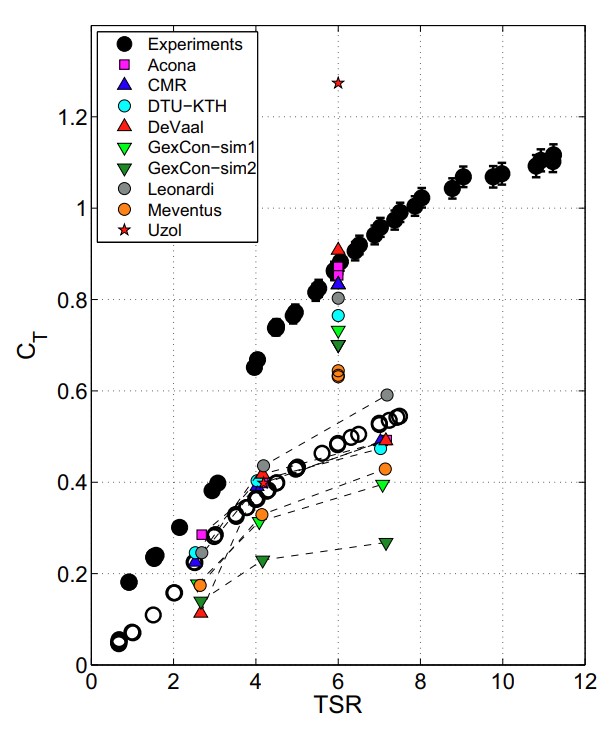 Experiments
Acona
CMR
DTU-KTH
DeVaal
GexCon-sim1
GexCon-sim2
Leonardi
Meventus
Uzol
1.2
1
0.8
0.6
0.4
0.2
0
C_T
0 2 4 6 8 10 12
TSR